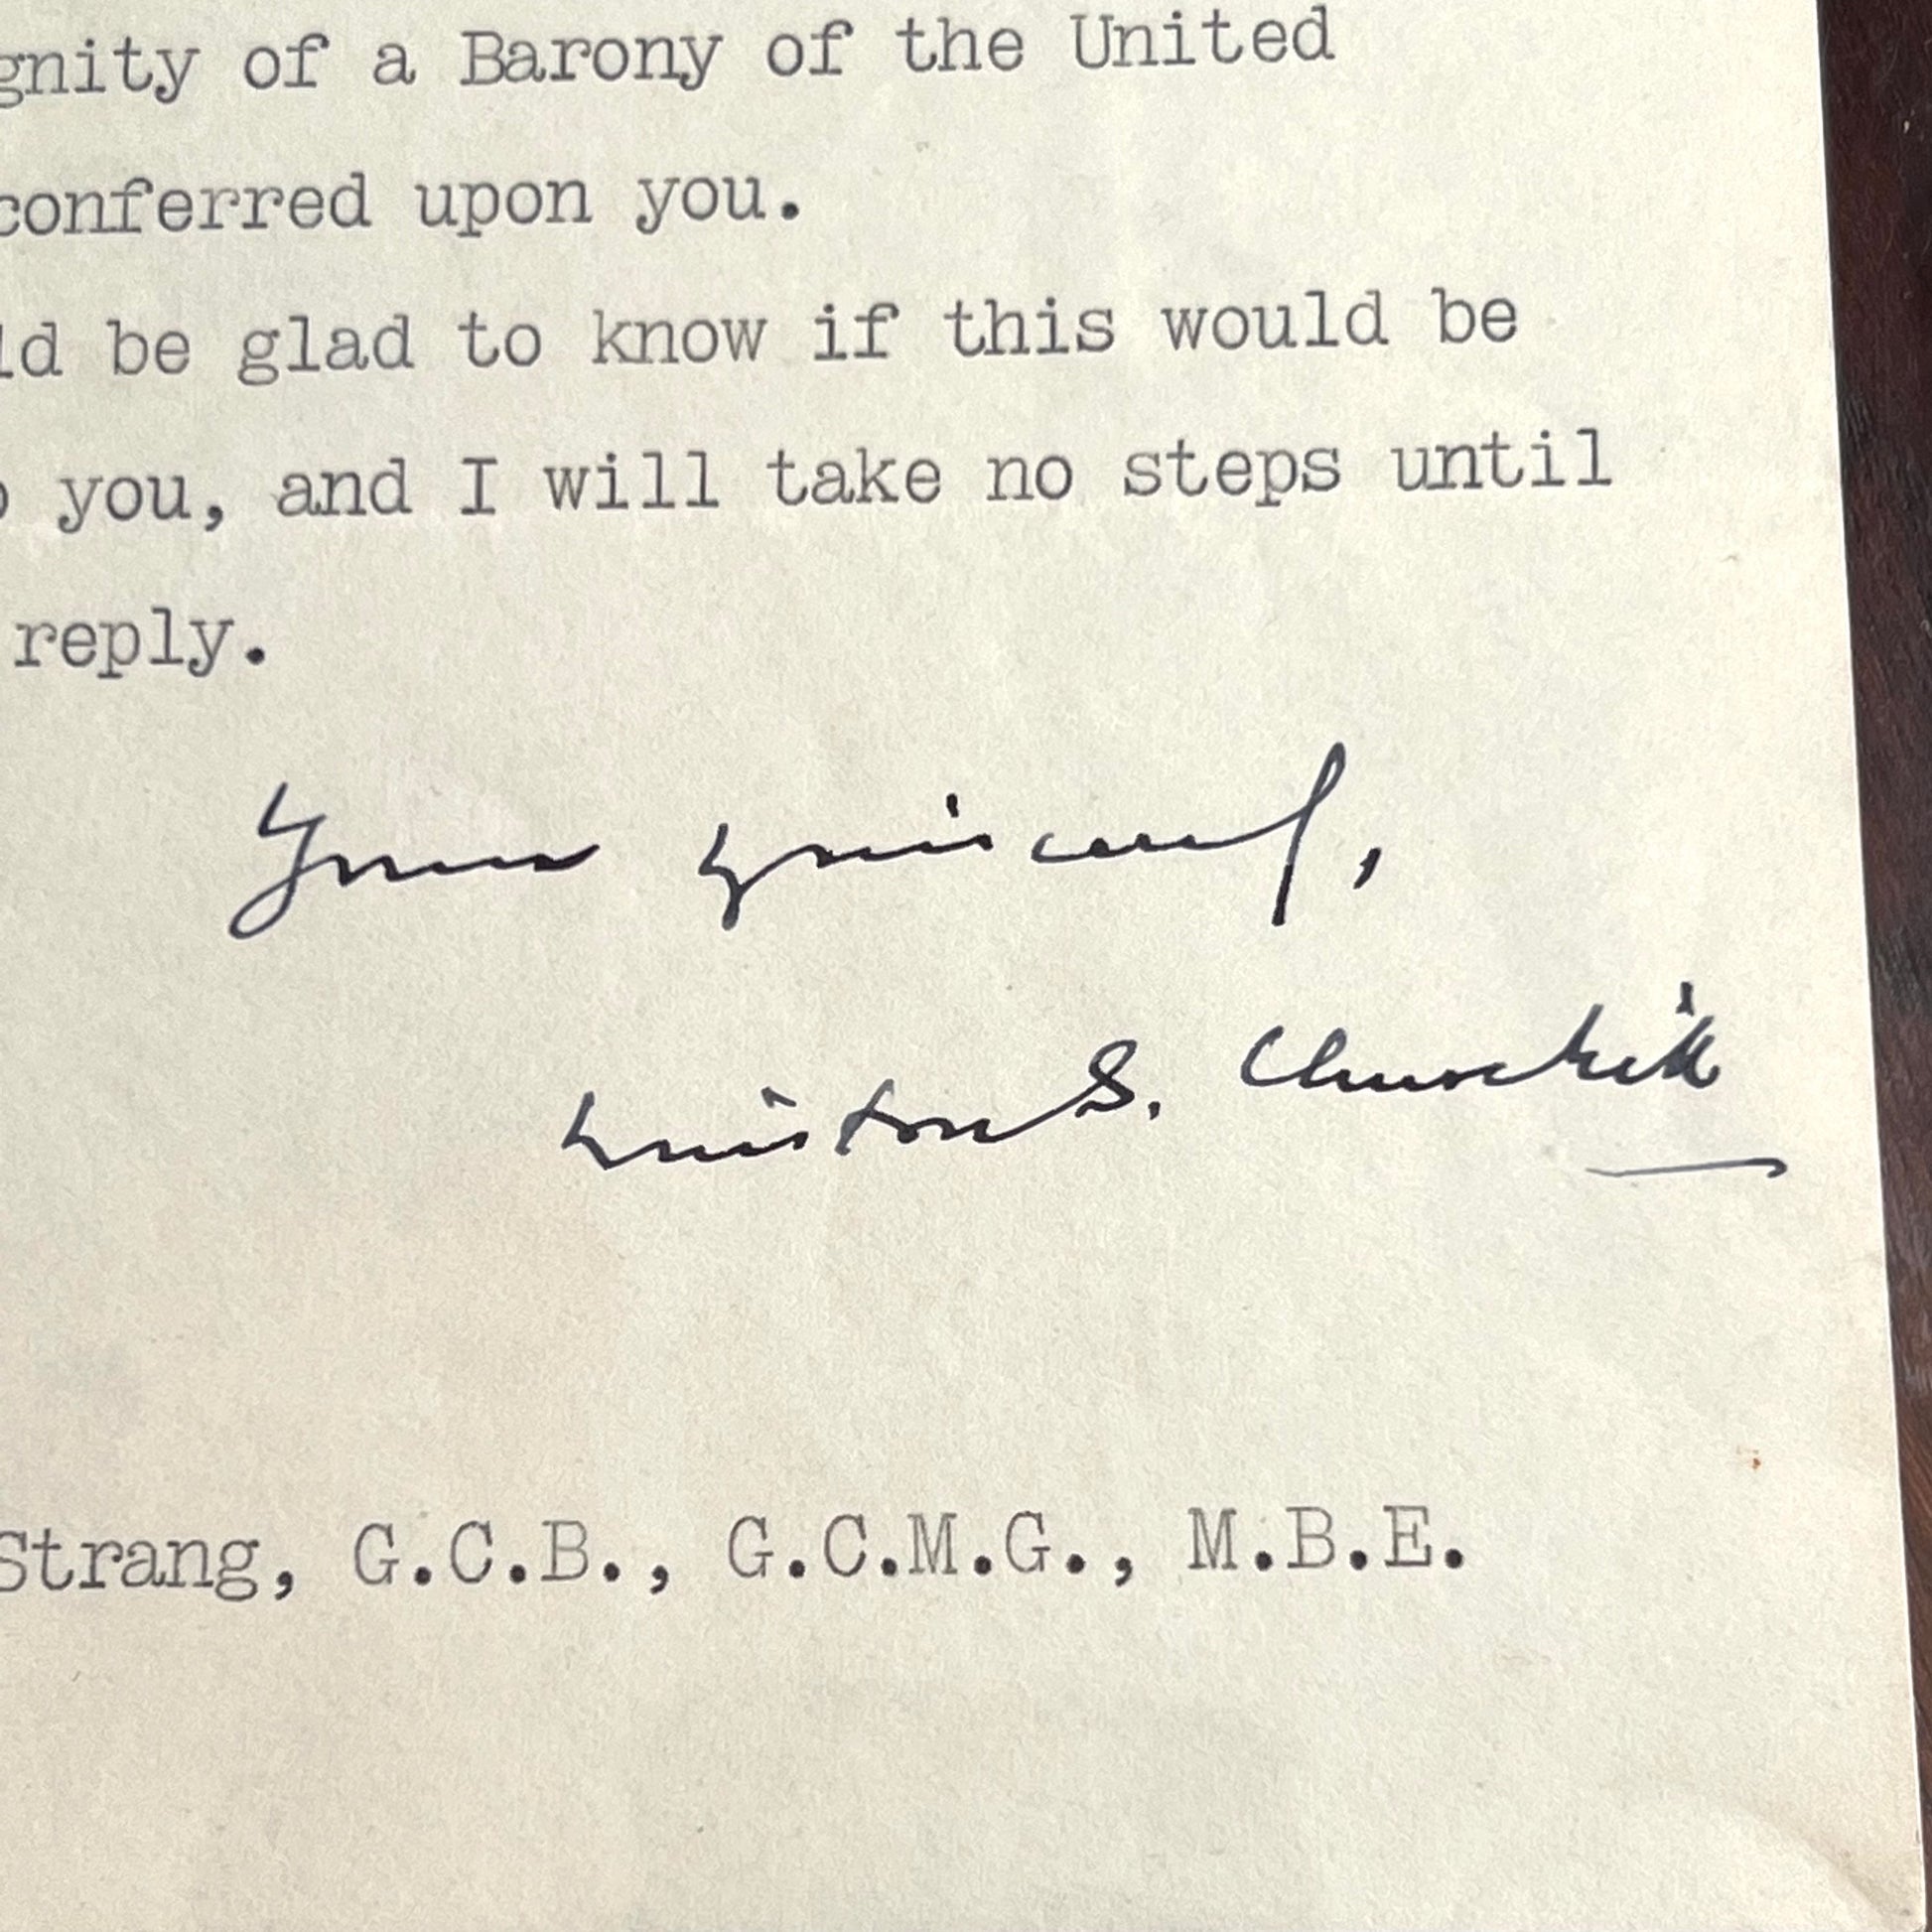 gnity of a Barony of the United
conferred upon you.
ld be glad to know if this would be
o you, and I will take no steps until
reply.
Yours sincerely,
Winston S. Churchill
Strang, G.C.B., G.C.M.G., M.B.E.